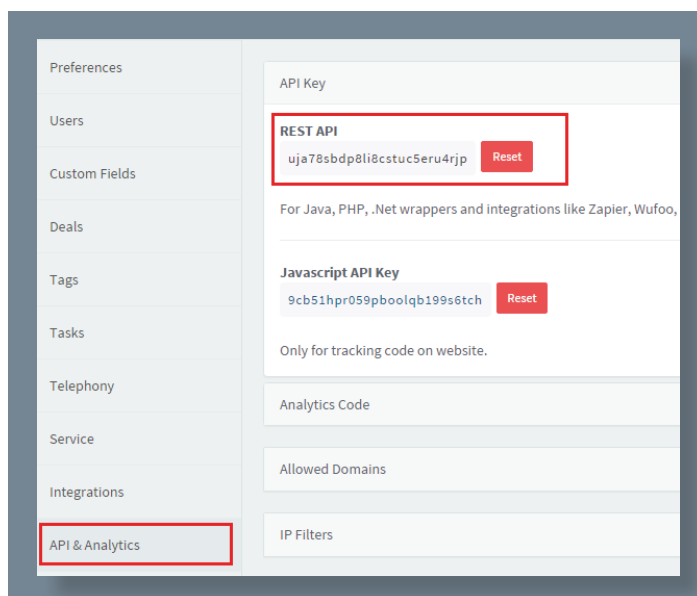 Preferences
Users
Custom Fields
Deals
Tags
Tasks
Telephony
Service
Integrations
API & Analytics
API Key
REST API
uja78sbdp8li8cstuc5eru4rjp Reset
For Java, PHP, .Net wrappers and integrations like Zapier, Wufoo,
Javascript API Key
9cb51hpr059pboolqb199s6tch Reset
Only for tracking code on website.
Analytics Code
Allowed Domains
IP Filters